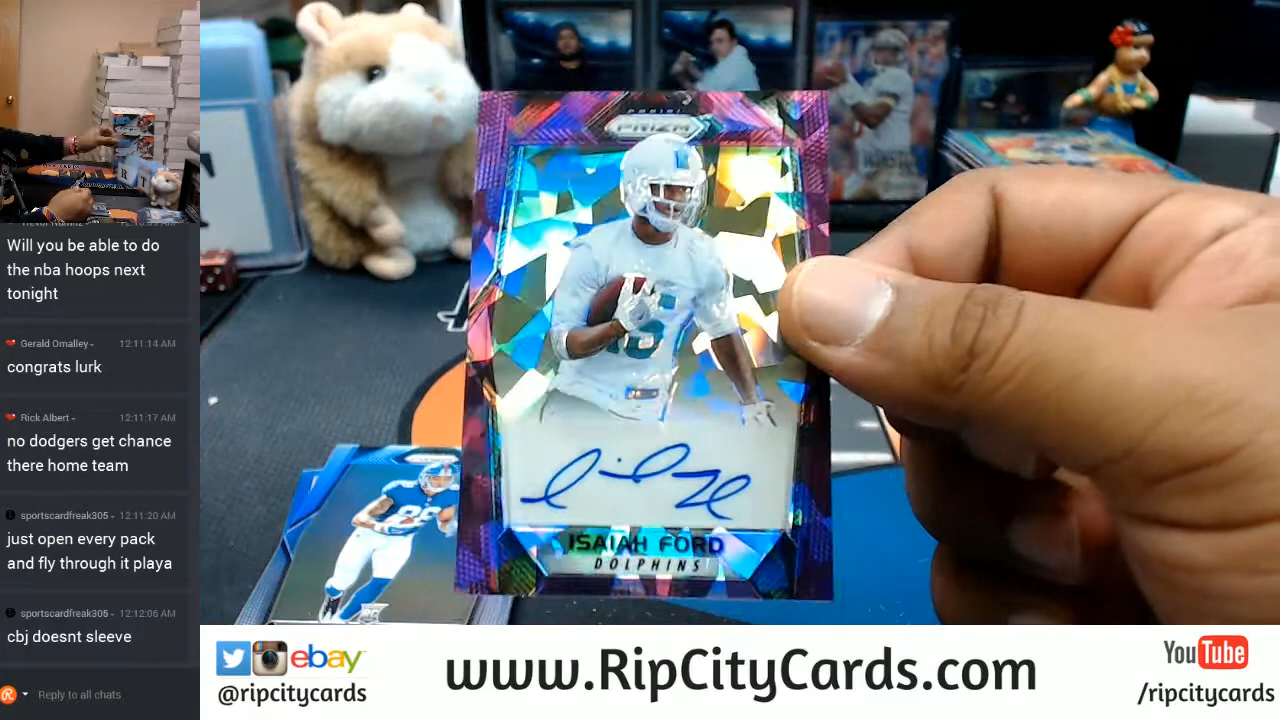 Will you be able to do
the nba hoops next
tonight
Gerald Omalley 12:11:14 AM
congrats lurk
Rick Albert 12:11:17 AM
no dodgers get chance
there home team
sportscardfreak305 12:11:20 AM
just open every pack
and fly through it playa
sportscardfreak305 12:12:06 AM
cbj doesnt sleeve
Reply to all chats
PANINI
PRIZM
16
ISAIAH FORD
DOLPHINS
RC
ebay
@ripcitycards
www.RipCityCards.com
YouTube
/ripcitycards